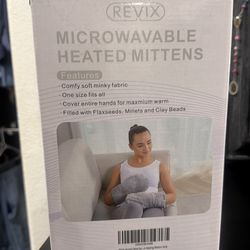 REVIX
MICROWAVABLE
HEATED MITTENS
Features
- Comfy soft minky fabric
- One size fits all
- Cover entire hands for maxmium warm
- Filled with Flaxseeds, Millets and Clay Beads